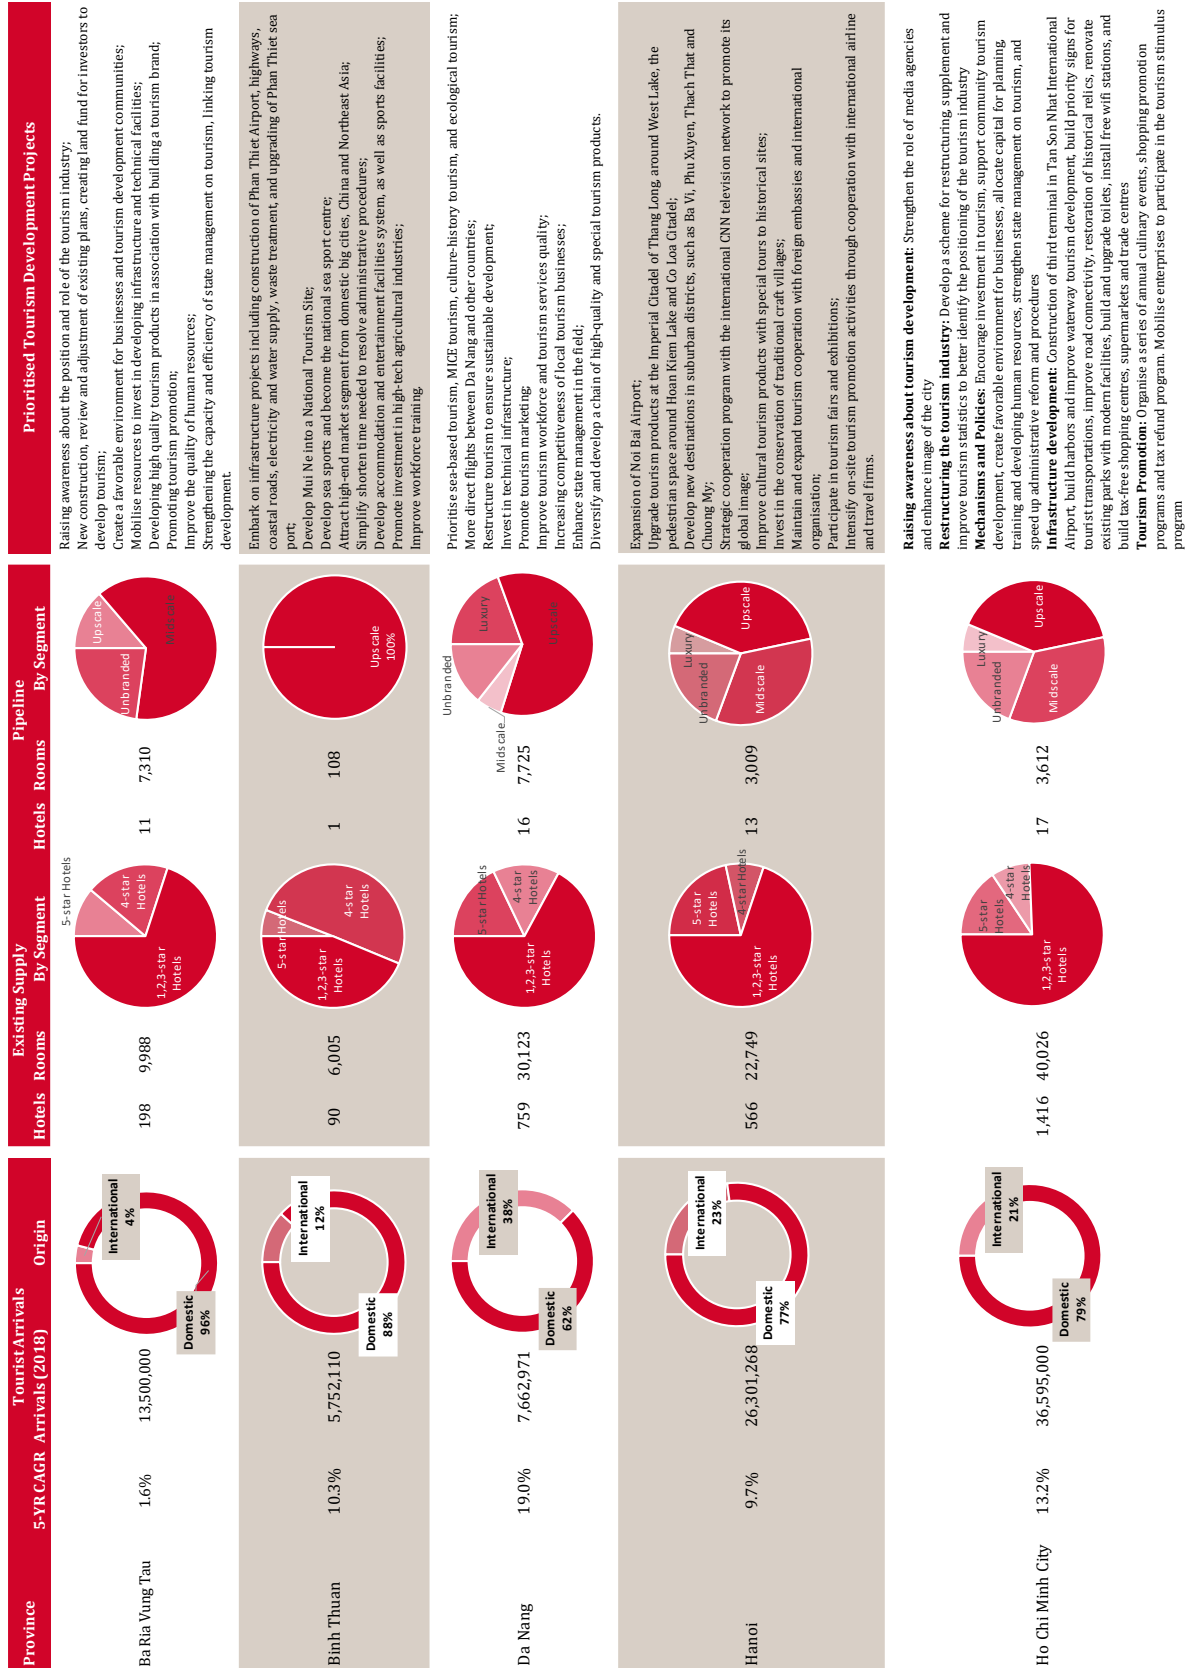 Province
Tourist Arrivals
5-YR CAGR Arrivals (2018) Origin
Existing Supply
Hotels Rooms By Segment
Pipeline
Hotels Rooms By Segment
Prioritised Tourism Development Projects
Ba Ria Vung Tau
1.6%
13,500,000
Domestic
96%
International
4%
198
9,988
1,2,3-star
Hotels
4-star
Hotels
5-star Hotels
11
7,310
Unbranded
Upscale
Midscale
Raising awareness about the position and role of the tourism industry;
New construction, review and adjustment of existing plans, creating land fund for investors to
develop tourism;
Create a favorable environment for businesses and tourism development communities;
Mobilise resources to invest in developing infrastructure and technical facilities;
Developing high quality tourism products in association with building a tourism brand;
Promoting tourism promotion;
Improve the quality of human resources;
Strengthening the capacity and efficiency of state management on tourism, linking tourism
development.
Binh Thuan
10.3%
5,752,110
Domestic
88%
International
12%
90
6,005
1,2,3-star
Hotels
5-star Hotels
4-star
Hotels
1
108
Upscale
100%
Embark on infrastructure projects including construction of Phan Thiet Airport, highways,
coastal roads, electricity and water supply, waste treatment, and upgrading of Phan Thiet sea
port;
Develop Mui Ne into a National Tourism Site;
Develop sea sports and become the national sea sport centre;
Attract high-end market segment from domestic big cities, China and Northeast Asia;
Simplify shorten time needed to resolve administrative procedures;
Develop accommodation and entertainment facilities system, as well as sports facilities;
Promote investment in high-tech agricultural industries;
Improve workforce training.
Da Nang
19.0%
7,662,971
Domestic
62%
International
38%
759
30,123
1,2,3-star
Hotels
5-star Hotels
4-star
Hotels
16
7,725
Midscale
Unbranded
Luxury
Upscale
Prioritise sea-based tourism, MICE tourism, culture-history tourism, and ecological tourism;
More direct flights between Da Nang and other countries;
Restructure tourism to ensure sustainable development;
Invest in technical infrastructure;
Promote tourism marketing;
Improve tourism workforce and tourism services quality;
Increasing competitiveness of local tourism businesses;
Enhance state management in the field;
Diversify and develop a chain of high-quality and special tourism products.
Hanoi
9.7%
26,301,268
Domestic
77%
International
23%
566
22,749
1,2,3-star
Hotels
5-star
Hotels
4-star Hotels
13
3,009
Unbranded
Luxury
Midscale
Upscale
Expansion of Noi Bai Airport;
Upgrade tourism products at the Imperial Citadel of Thang Long, around West Lake, the
pedestrian space around Hoan Kiem Lake and Co Loa Citadel;
Develop new destinations in suburban districts, such as Ba Vi, Phu Xuyen, Thach That and
Chuong My;
Strategic cooperation program with the international CNN television network to promote its
global image;
Improve cultural tourism products with special tours to historical sites;
Invest in the conservation of traditional craft villages;
Maintain and expand tourism cooperation with foreign embassies and international
organisation;
Participate in tourism fairs and exhibitions;
Intensify on-site tourism promotion activities through cooperation with international airline
and travel firms.
Ho Chi Minh City
13.2%
36,595,000
Domestic
79%
International
21%
1,416
40,026
1,2,3-star
Hotels
5-star
Hotels
4-star
Hotels
17
3,612
Unbranded
Luxury
Midscale
Upscale
Raising awareness about tourism development: Strengthen the role of media agencies
and enhance image of the city
Restructuring the tourism industry: Develop a scheme for restructuring, supplement and
improve tourism statistics to better identify the positioning of the tourism industry
Mechanisms and Policies: Encourage investment in tourism, support community tourism
development, create favorable environment for businesses, allocate capital for planning,
training and developing human resources, strengthen state management on tourism, and
speed up administrative reform and procedures
Infrastructure development: Construction of third terminal in Tan Son Nhat International
Airport, build harbors and improve waterway tourism development, build priority signs for
tourist transportations, improve road connectivity, restoration of historical relics, renovate
existing parks with modern facilities, build and upgrade toilets, install free wifi stations, and
build tax-free shopping centres, supermarkets and trade centres
Tourism Promotion: Organise a series of annual culinary events, shopping promotion
programs and tax refund program. Mobilise enterprises to participate in the tourism stimulus
program